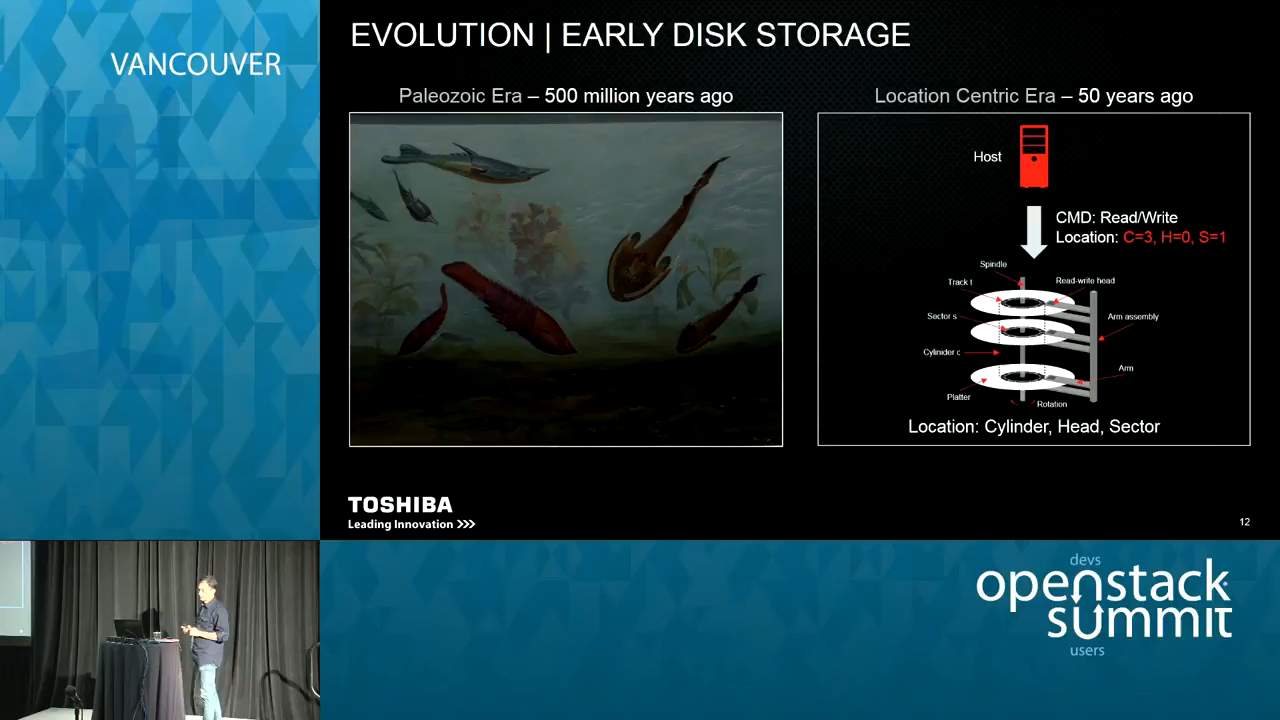 VANCOUVER
EVOLUTION | EARLY DISK STORAGE
Paleozoic Era – 500 million years ago
Location Centric Era – 50 years ago
Host
CMD: Read/Write
Location: C=3, H=0, S=1
Spindle
Track t
Read-write head
Sector s
Arm assembly
Cylinider c
Arm
Platter
Rotation
Location: Cylinder, Head, Sector
TOSHIBA
Leading Innovation >>>
12
devs
openstack
summit
users